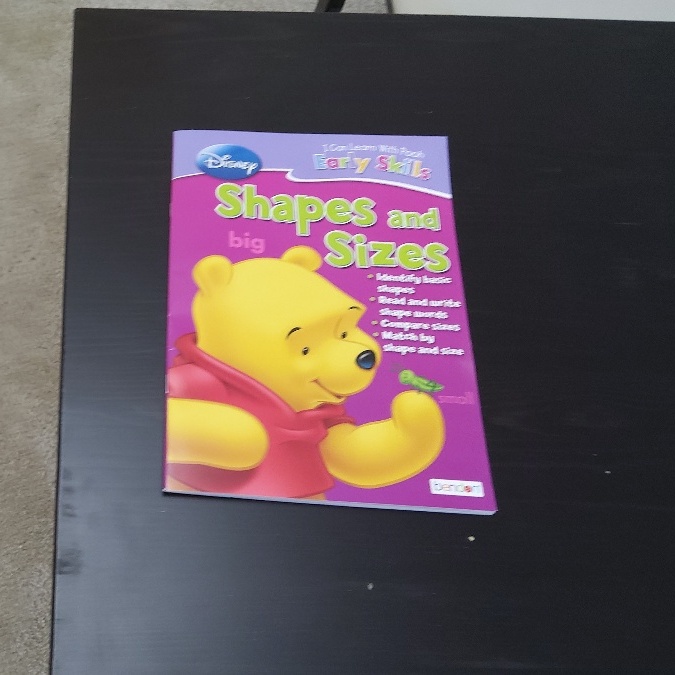 Disney
I Can Learn With Pooh
Early Skills
Shapes and
Sizes
big
• Identify basic
shapes
• Read and write
shape words
• Compare sizes
• Match by
shape and size
small
bendon